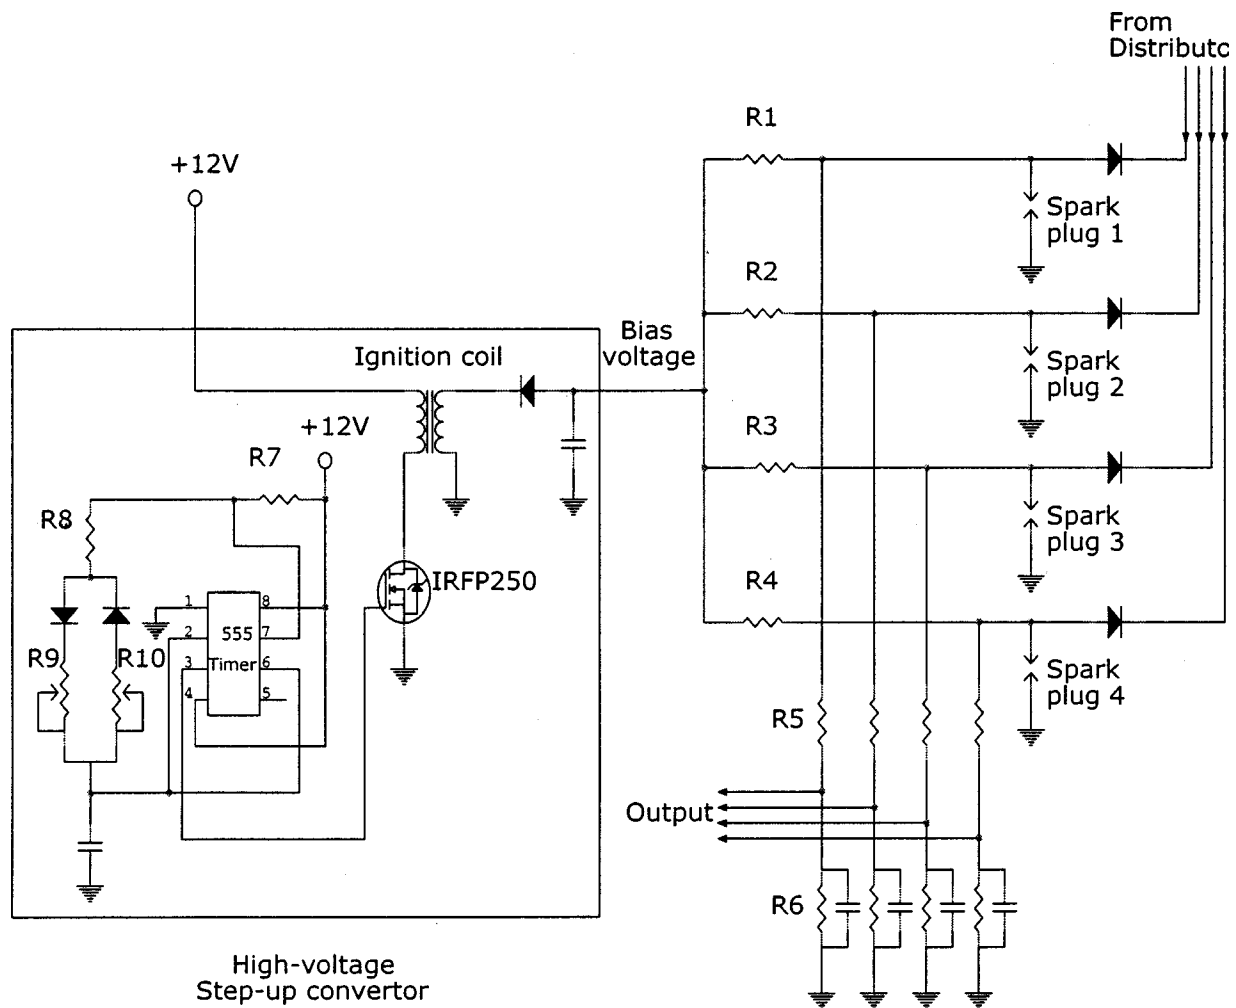 From
Distributo
R1
+12V
Spark
plug 1
R2
Bias
voltage
Ignition coil
Spark
plug 2
+12V
R3
R7
R8
Spark
plug 3
IRFP250
R4
1
8
2
555
7
R9
R10
3
Timer
6
4
5
Spark
plug 4
R5
Output
R6
High-voltage
Step-up convertor